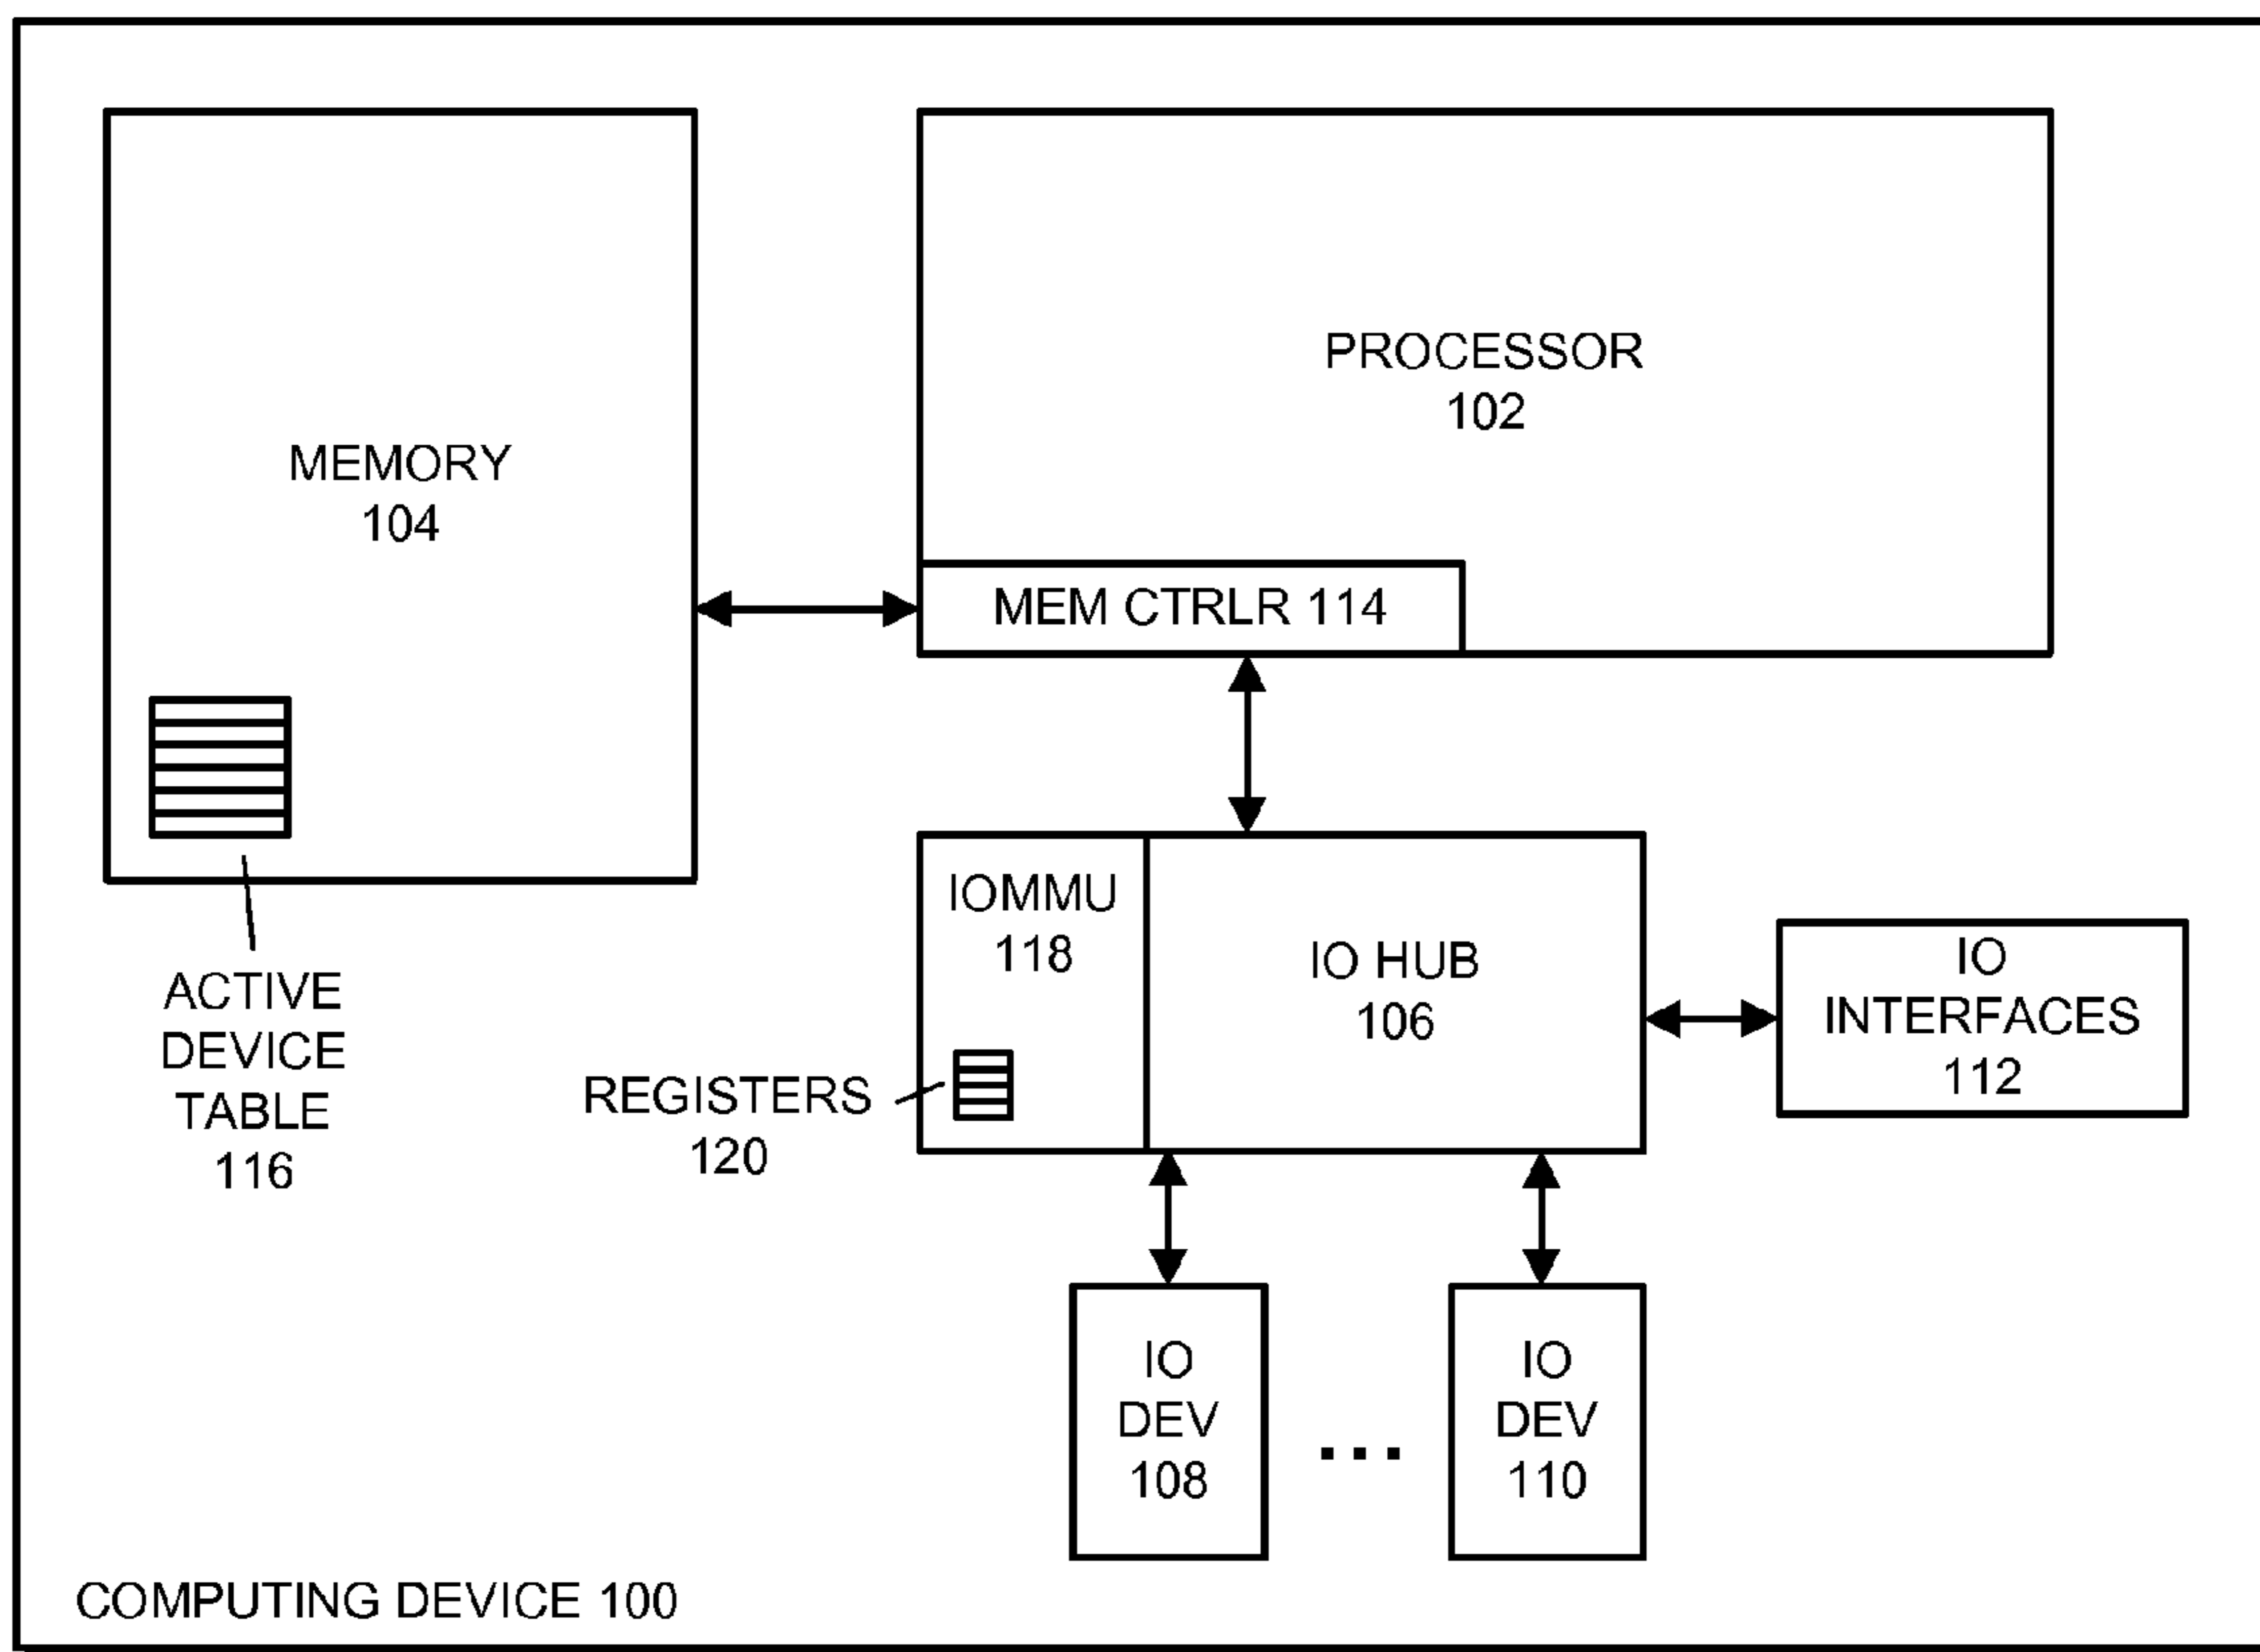 PROCESSOR
102
MEMORY
104
MEM CTRLR 114
IOMMU
118
IO HUB
106
IO
INTERFACES
112
ACTIVE
DEVICE
TABLE
116
REGISTERS
120
IO
DEV
108
...
IO
DEV
110
COMPUTING DEVICE 100